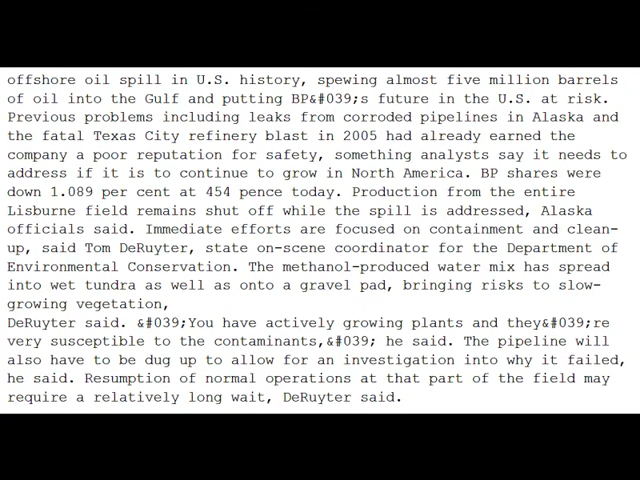 offshore oil spill in U.S. history, spewing almost five million barrels
of oil into the Gulf and putting BP&#039;s future in the U.S. at risk.
Previous problems including leaks from corroded pipelines in Alaska and
the fatal Texas City refinery blast in 2005 had already earned the
company a poor reputation for safety, something analysts say it needs to
address if it is to continue to grow in North America. BP shares were
down 1.089 per cent at 454 pence today. Production from the entire
Lisburne field remains shut off while the spill is addressed, Alaska
officials said. Immediate efforts are focused on containment and clean-
up, said Tom DeRuyter, state on-scene coordinator for the Department of
Environmental Conservation. The methanol-produced water mix has spread
into wet tundra as well as onto a gravel pad, bringing risks to slow-
growing vegetation,
DeRuyter said. &#039;You have actively growing plants and they&#039;re
very susceptible to the contaminants,&#039; he said. The pipeline will
also have to be dug up to allow for an investigation into why it failed,
he said. Resumption of normal operations at that part of the field may
require a relatively long wait, DeRuyter said.